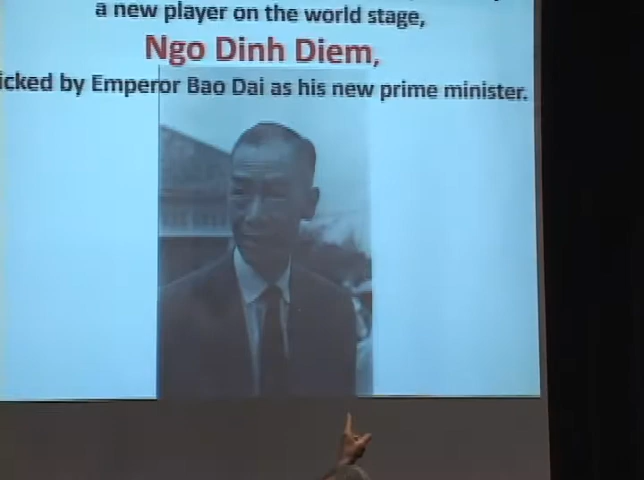 a new player on the world stage,
Ngo Dinh Diem,
icked by Emperor Bao Dai as his new prime minister.